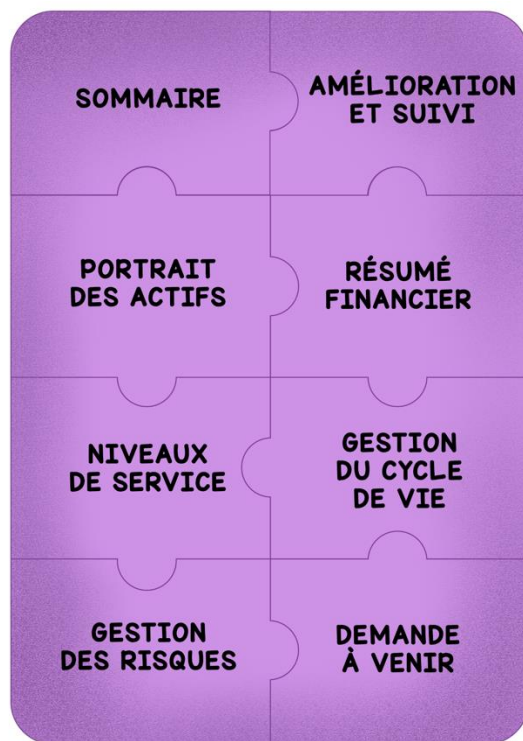 SOMMAIRE
AMÉLIORATION
ET SUIVI
PORTRAIT
DES ACTIFS
RÉSUMÉ
FINANCIER
NIVEAUX
DE SERVICE
GESTION
DU CYCLE
DE VIE
GESTION
DES RISQUES
DEMANDE
À VENIR